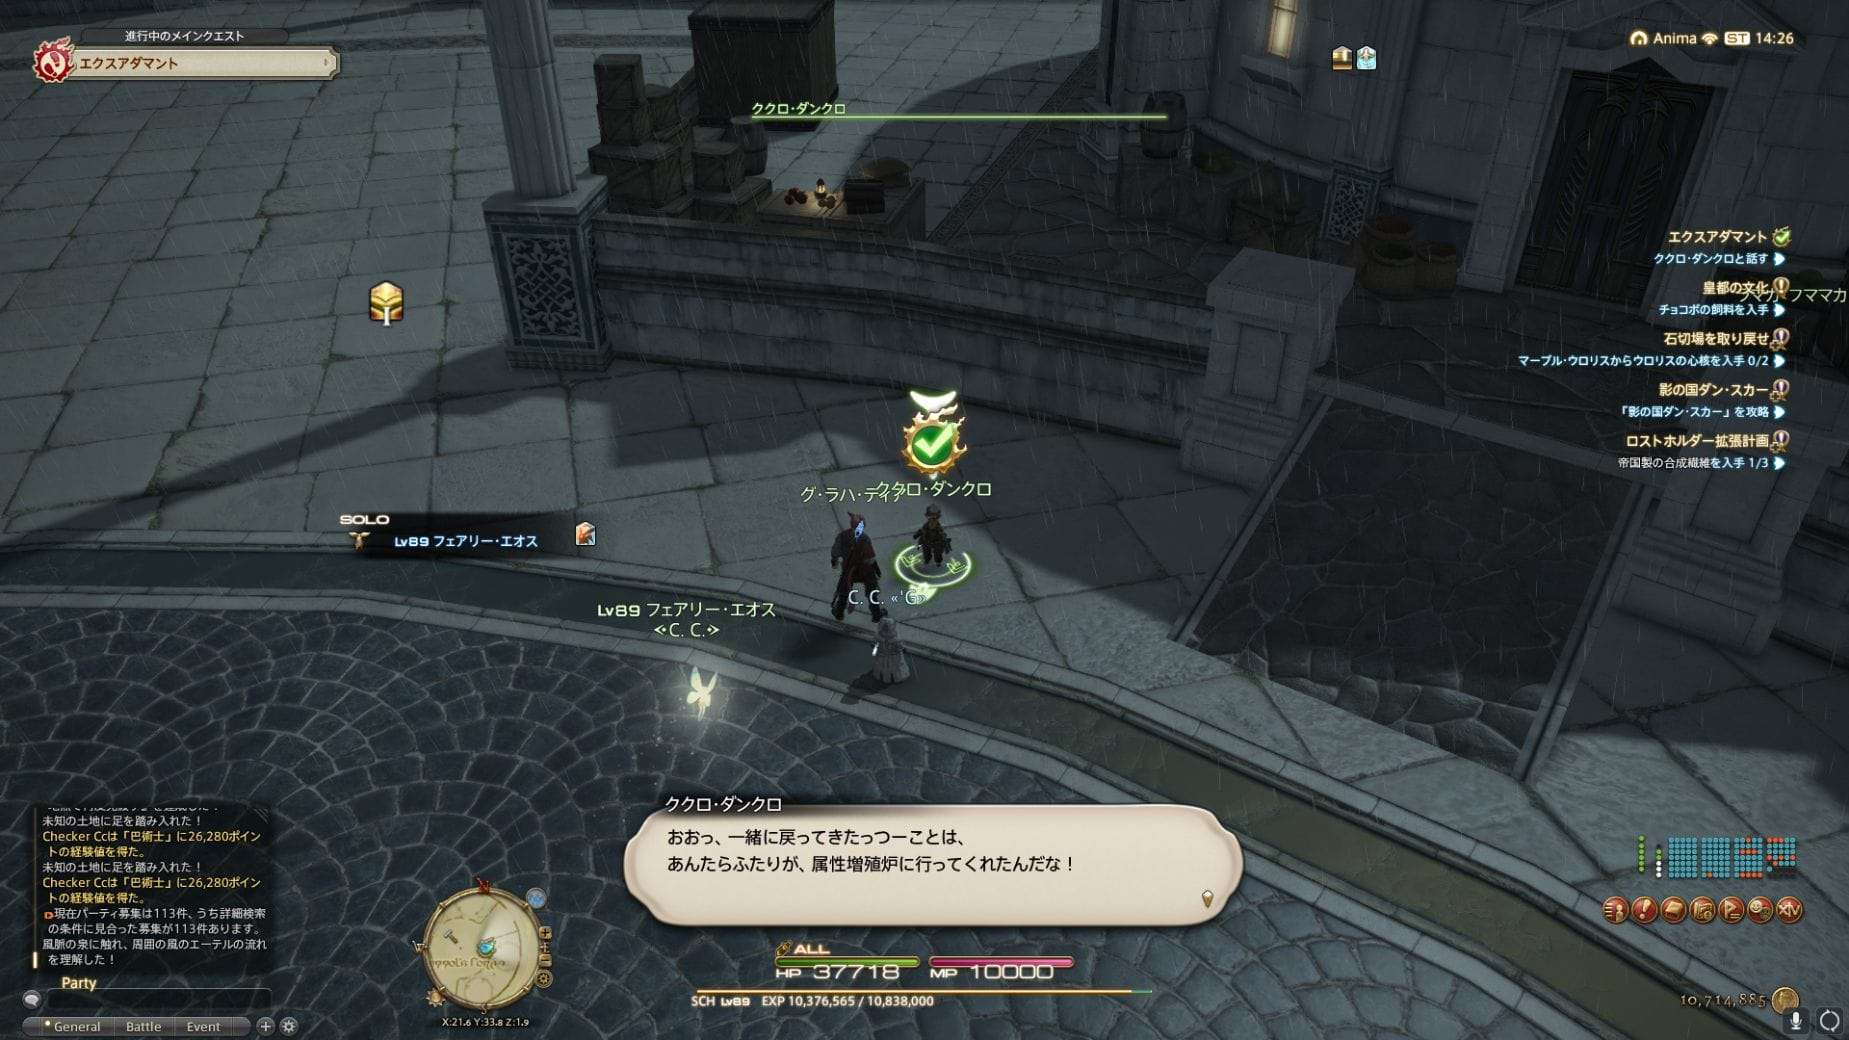 進行中のメインクエスト
エクスアダマント
Anima ST 14:26
ククロ・ダンクロ
エクスアダマント
ククロ・ダンクロと話す
皇都の文化
フママカ
チョコボの飼料を入手
石切場を取り戻せ
マーブル・ウロリスからウロリスの心核を入手 0/2
影の国ダン・スカー
「影の国ダン・スカー」を攻略
ロストホルダー拡張計画
帝国製の合成繊維を入手 1/3
グ・ラハ・ティア
ククロ・ダンクロ
SOLO
Lv89 フェアリー・エオス
C. C. «'G»
Lv89 フェアリー・エオス
<C. C.>
ククロ・ダンクロ
おおっ、一緒に戻ってきたっつーことは、
あんたらふたりが、属性増殖炉に行ってくれたんだな！
未知の土地に足を踏み入れた！
Checker Ccは「巴術士」に26,280ポイン
トの経験値を得た。
未知の土地に足を踏み入れた！
Checker Ccは「巴術士」に26,280ポイン
トの経験値を得た。
現在パーティ募集は113件、うち詳細検索
の条件に見合った募集が113件あります。
風脈の泉に触れ、周囲の風のエーテルの流れ
を理解した！
Party
General Battle Event
X:21.6 Y:33.8 Z:1.9
ALL
HP 37718 MP 10000
SCH Lv89 EXP 10,376,565 / 10,838,000
XIV
10,714,885